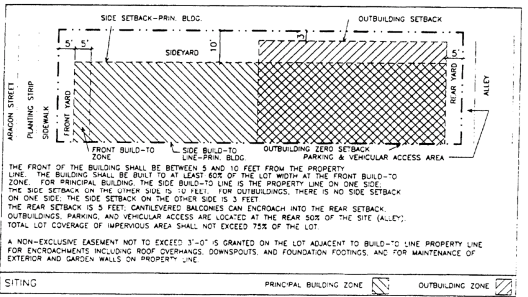 SIDE SETBACK-PRIN. BLDG.
OUTBUILDING SETBACK
5' 5'
SIDEYARD
10'
3'
5'
ARAGON STREET
PLANTING STRIP
SIDEWALK
FRONT YARD
REAR YARD
ALLEY
FRONT BUILD-TO
ZONE
SIDE BUILD-TO
LINE-PRIN. BLDG.
OUTBUILDING ZERO SETBACK
PARKING & VEHICULAR ACCESS AREA
THE FRONT OF THE BUILDING SHALL BE BETWEEN 5 AND 10 FEET FROM THE PROPERTY
LINE. THE BUILDING SHALL BE BUILT TO AT LEAST 60% OF THE LOT WIDTH AT THE FRONT BUILD-TO
ZONE. FOR PRINCIPAL BUILDING, THE SIDE BUILD-TO LINE IS THE PROPERTY LINE ON ONE SIDE;
THE SIDE SETBACK ON THE OTHER SIDE IS 10 FEET. FOR OUTBUILDINGS, THERE IS NO SIDE SETBACK
ON ONE SIDE; THE SIDE SETBACK ON THE OTHER SIDE IS 3 FEET
THE REAR SETBACK IS 5 FEET; CANTILEVERED BALCONIES CAN ENCROACH INTO THE REAR SETBACK.
OUTBUILDINGS, PARKING, AND VEHICULAR ACCESS ARE LOCATED AT THE REAR 50% OF THE SITE (ALLEY).
TOTAL LOT COVERAGE OF IMPERVIOUS AREA SHALL NOT EXCEED 75% OF THE LOT.
A NON-EXCLUSIVE EASEMENT NOT TO EXCEED 3'-0" IS GRANTED ON THE LOT ADJACENT TO BUILD-TO LINE PROPERTY LINE
FOR ENCROACHMENTS INCLUDING ROOF OVERHANGS, DOWNSPOUTS, AND FOUNDATION FOOTINGS, AND FOR MAINTENANCE OF
EXTERIOR AND GARDEN WALLS ON PROPERTY LINE.
SITING
PRINCIPAL BUILDING ZONE
OUTBUILDING ZONE